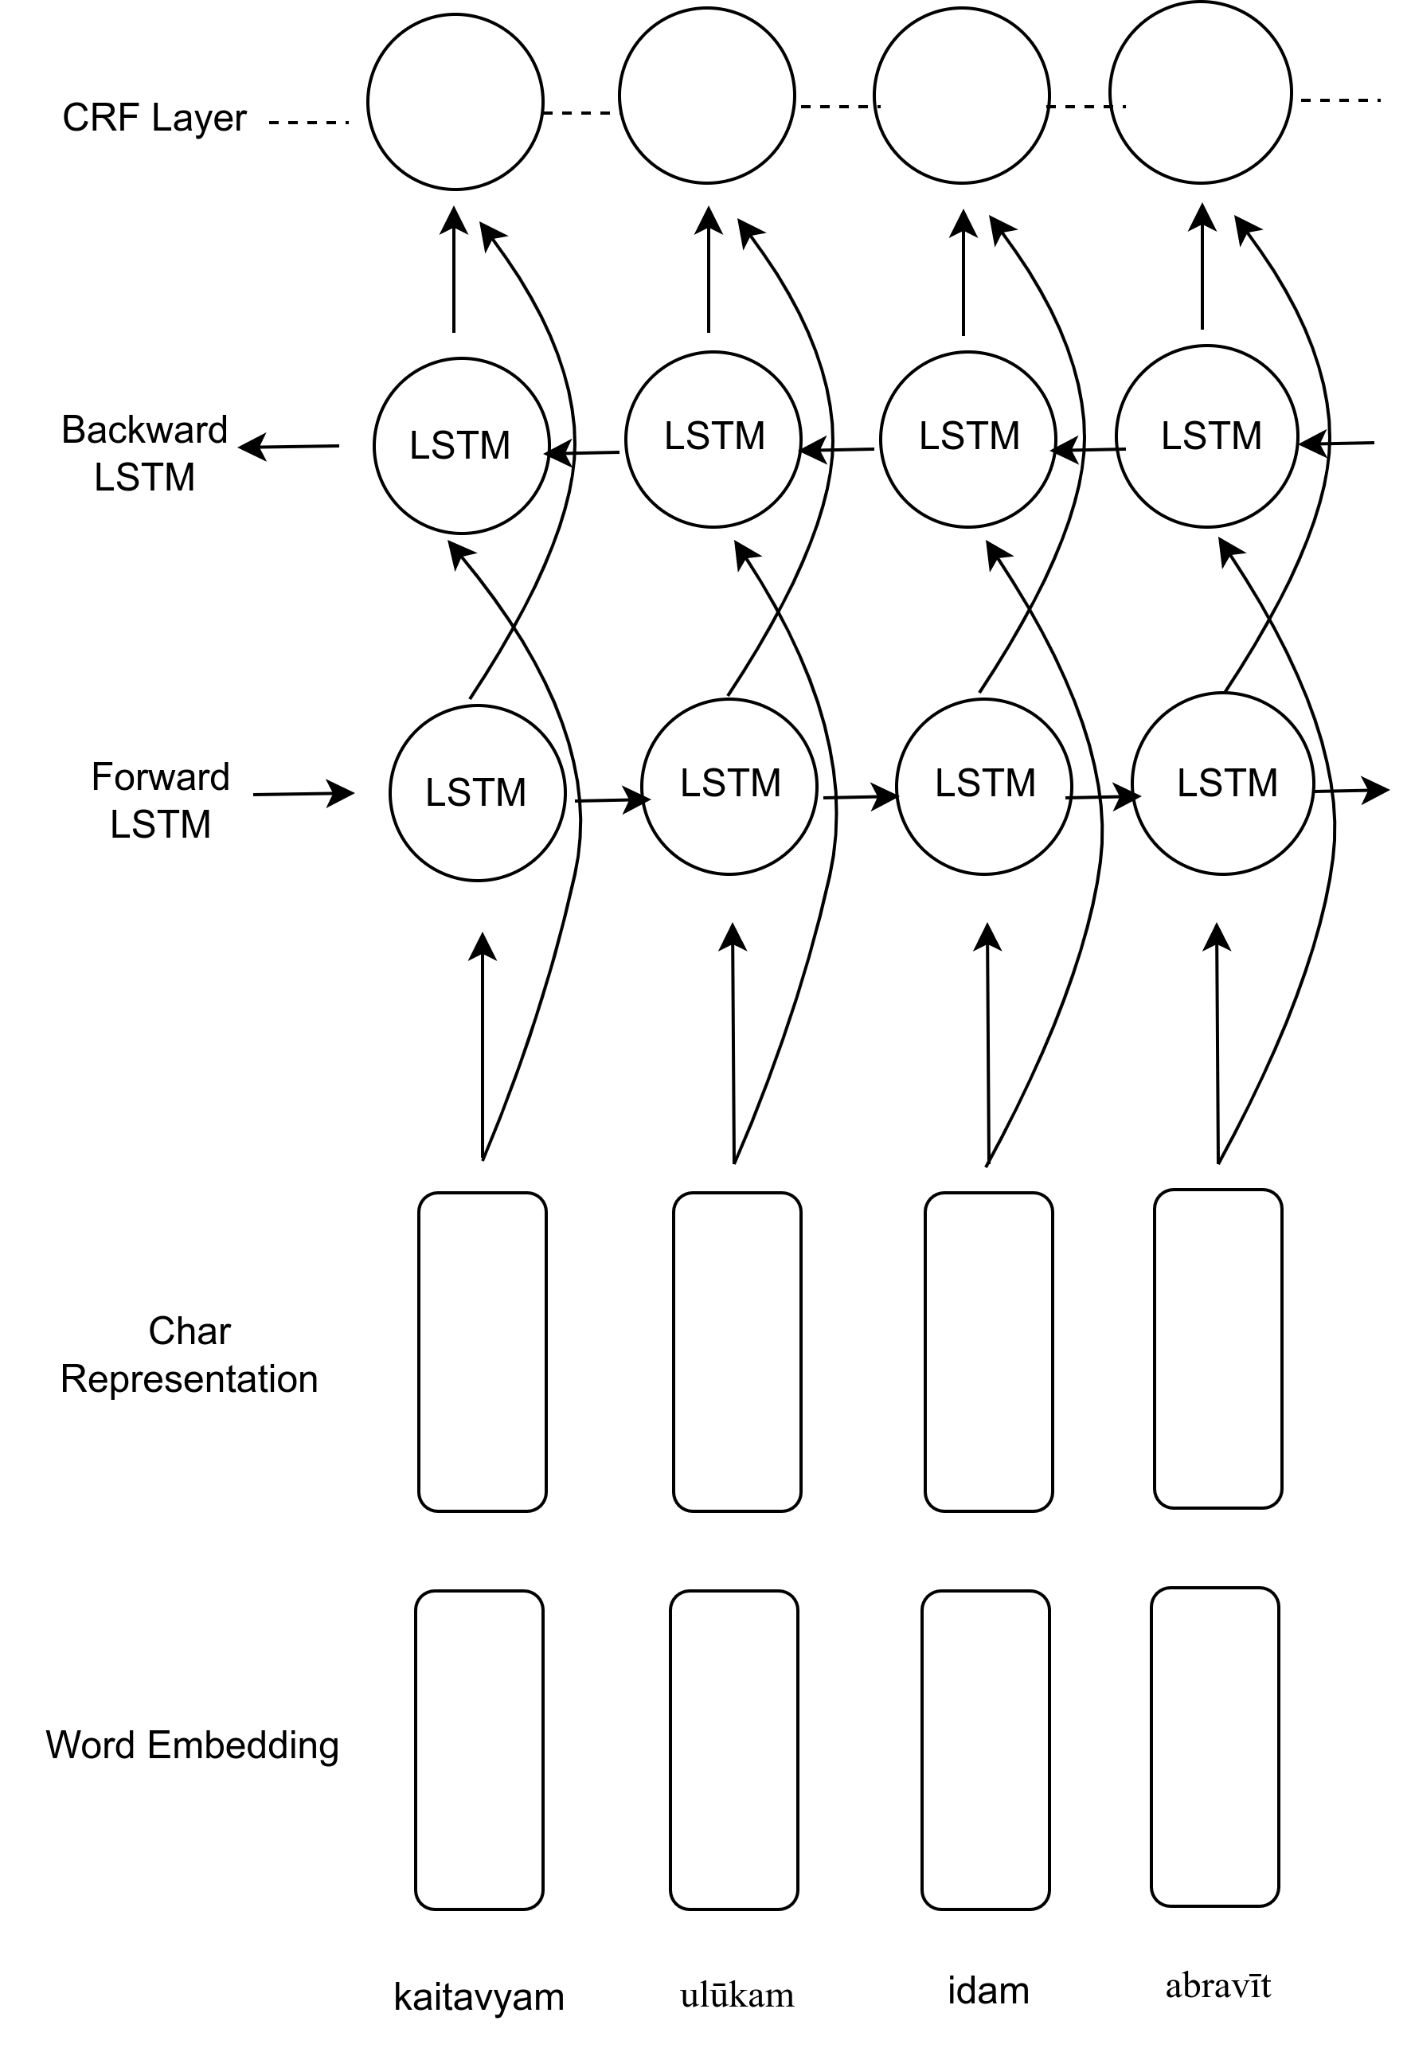 CRF Layer
Backward
LSTM
LSTM
LSTM
LSTM
LSTM
Forward
LSTM
LSTM
LSTM
LSTM
LSTM
Char
Representation
Word Embedding
kaitavyam
ulūkam
idam
abravīt